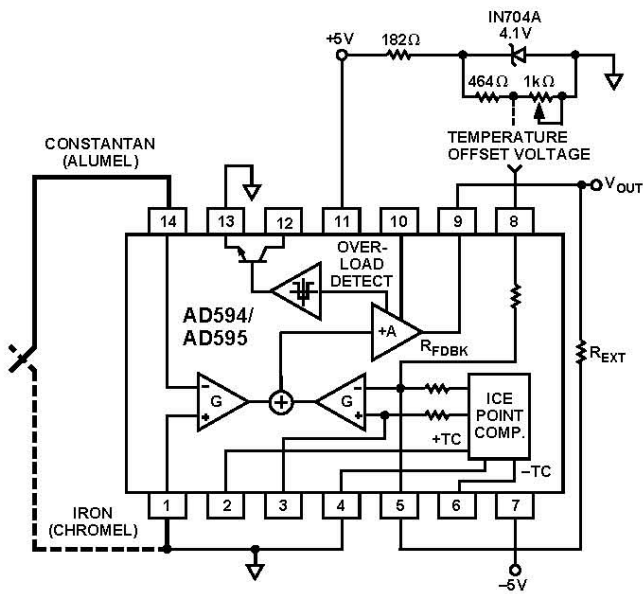 IN704A
4.1V
+5V
182Ω
464Ω
1kΩ
TEMPERATURE
OFFSET VOLTAGE
CONSTANTAN
(ALUMEL)
VOUT
14
13
12
11
10
9
8
OVER-
LOAD
DETECT
AD594/
AD595
+A
RFDBK
REXT
–
G
+
+
–
G
+
ICE
POINT
COMP.
+TC
–TC
1
2
3
4
5
6
7
IRON
(CHROMEL)
–5V